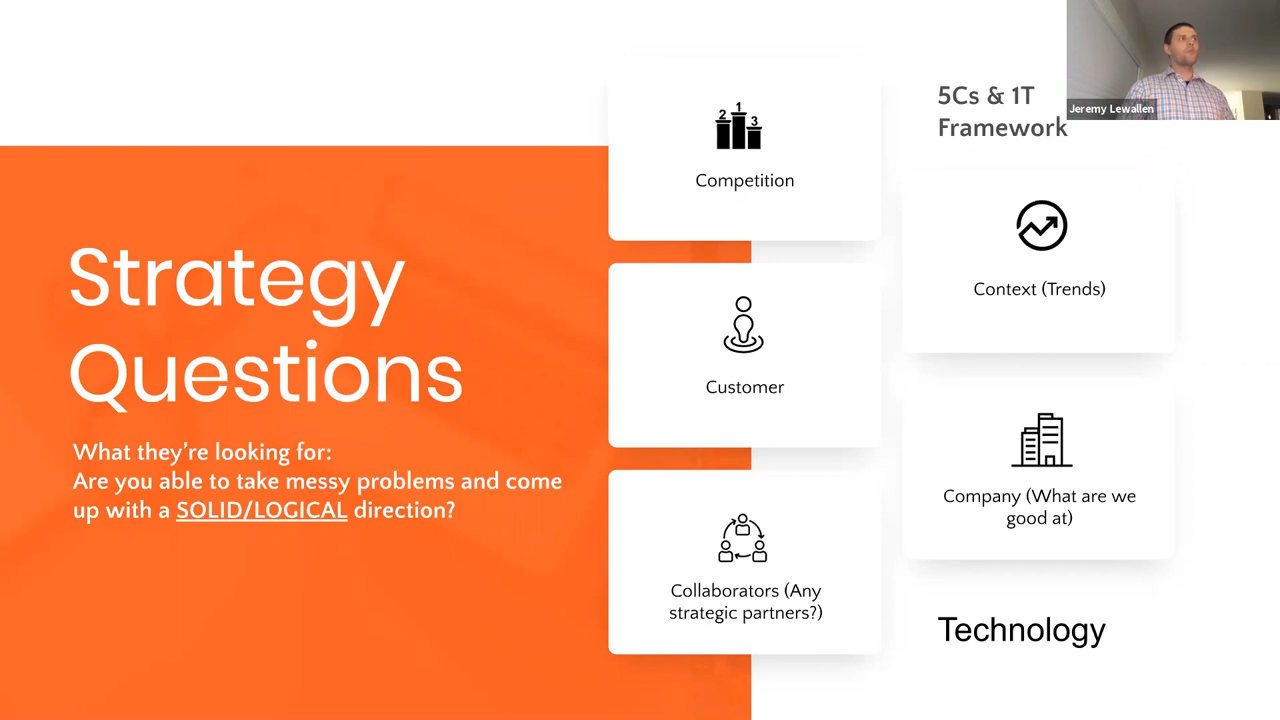 Strategy
Questions
What they're looking for:
Are you able to take messy problems and come
up with a SOLID/LOGICAL direction?
2
1
3
Competition
Customer
Collaborators (Any
strategic partners?)
5Cs & 1T
Framework
Context (Trends)
Company (What are we
good at)
Technology
Jeremy Lewallen